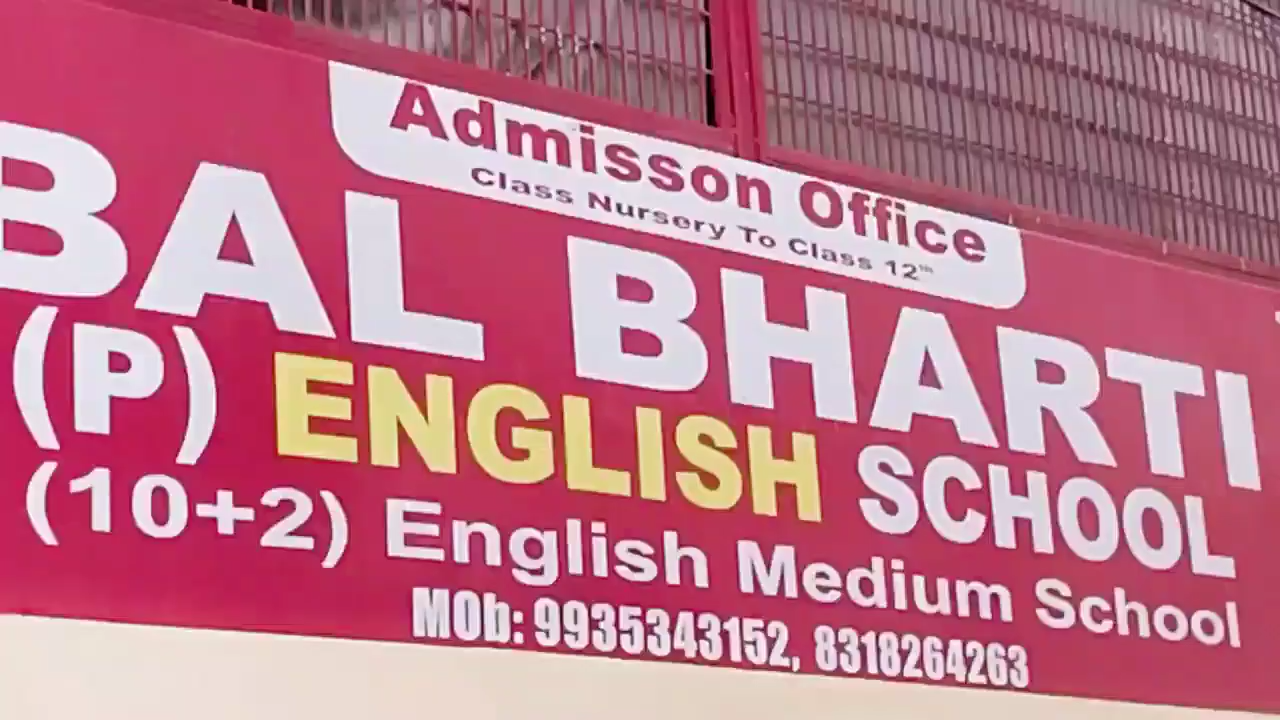 Admisson Office
Class Nursery To Class 12th
BAL BHARTI
(P) ENGLISH SCHOOL
(10+2) English Medium School
MOb: 9935343152, 8318264263